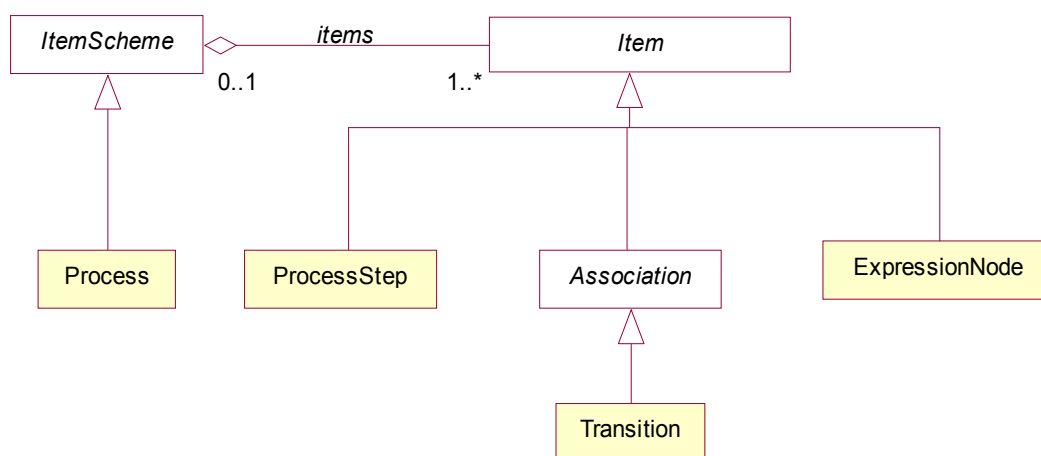 ItemScheme
items
Item
0..1
1..*
Process
ProcessStep
Association
ExpressionNode
Transition